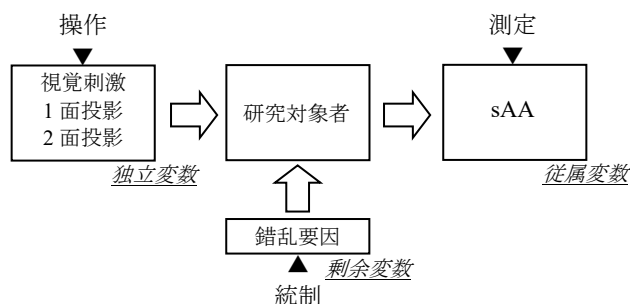 操作
測定
視覚刺激
1 面投影
2 面投影
研究対象者
sAA
独立変数
従属変数
錯乱要因
剰余変数
統制